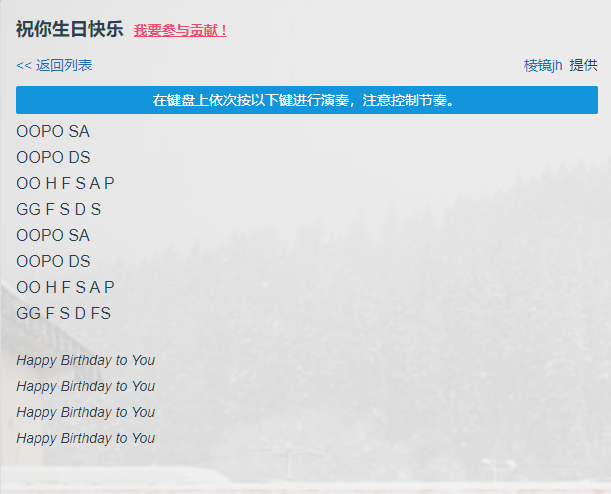 祝你生日快乐 我要参与贡献！
<< 返回列表 棱镜jh 提供
在键盘上依次按以下键进行演奏，注意控制节奏。
OOPO SA
OOPO DS
OO H F S A P
GG F S D S
OOPO SA
OOPO DS
OO H F S A P
GG F S D FS
Happy Birthday to You
Happy Birthday to You
Happy Birthday to You
Happy Birthday to You